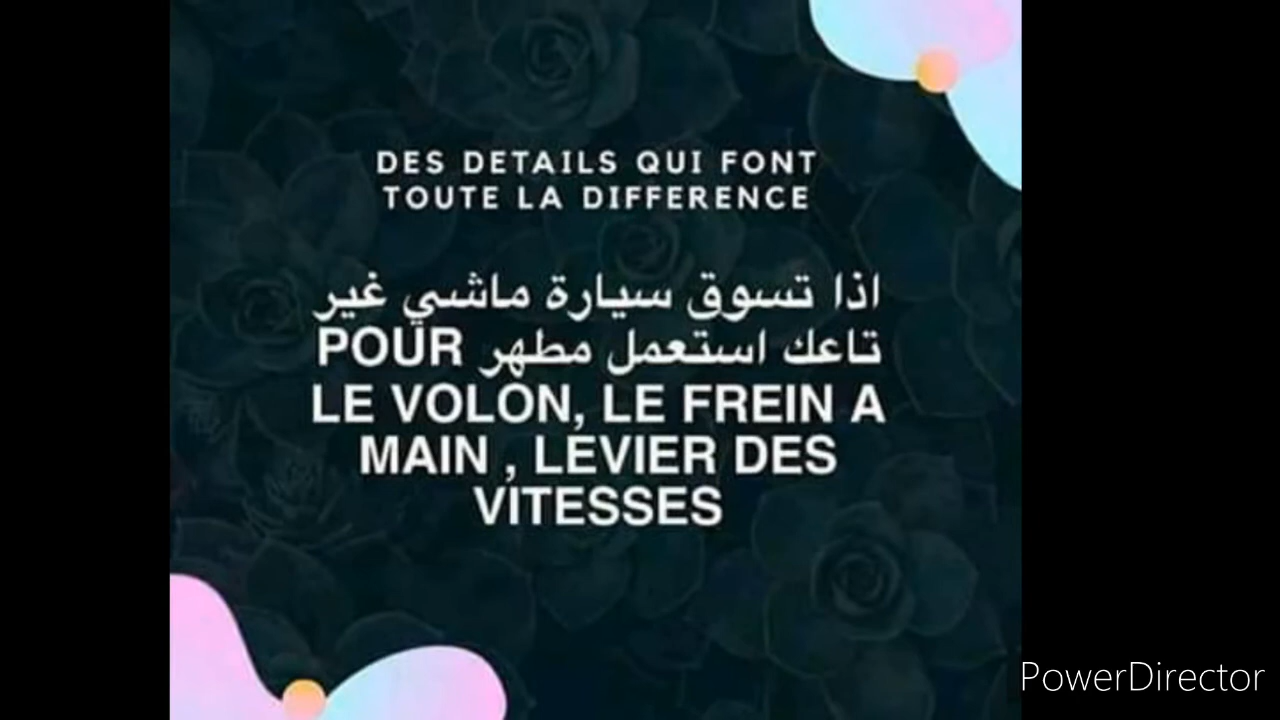 DES DETAILS QUI FONT
TOUTE LA DIFFERENCE
اذا تسوق سيارة ماشي غير
تاعك استعمل مطهر POUR
LE VOLON, LE FREIN A
MAIN , LEVIER DES
VITESSES
PowerDirector